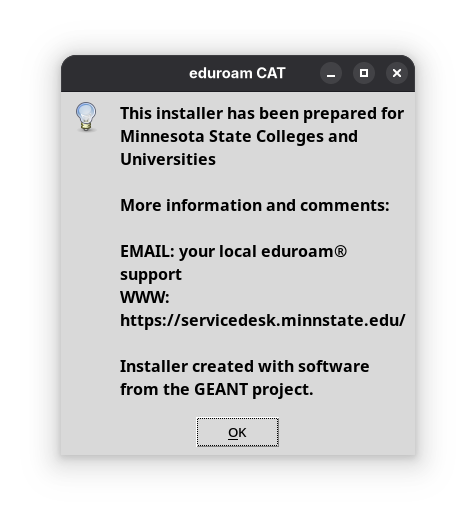 eduroam CAT
This installer has been prepared for
Minnesota State Colleges and
Universities
More information and comments:
EMAIL: your local eduroam®
support
WWW:
https://servicedesk.minnstate.edu/
Installer created with software
from the GEANT project.
OK